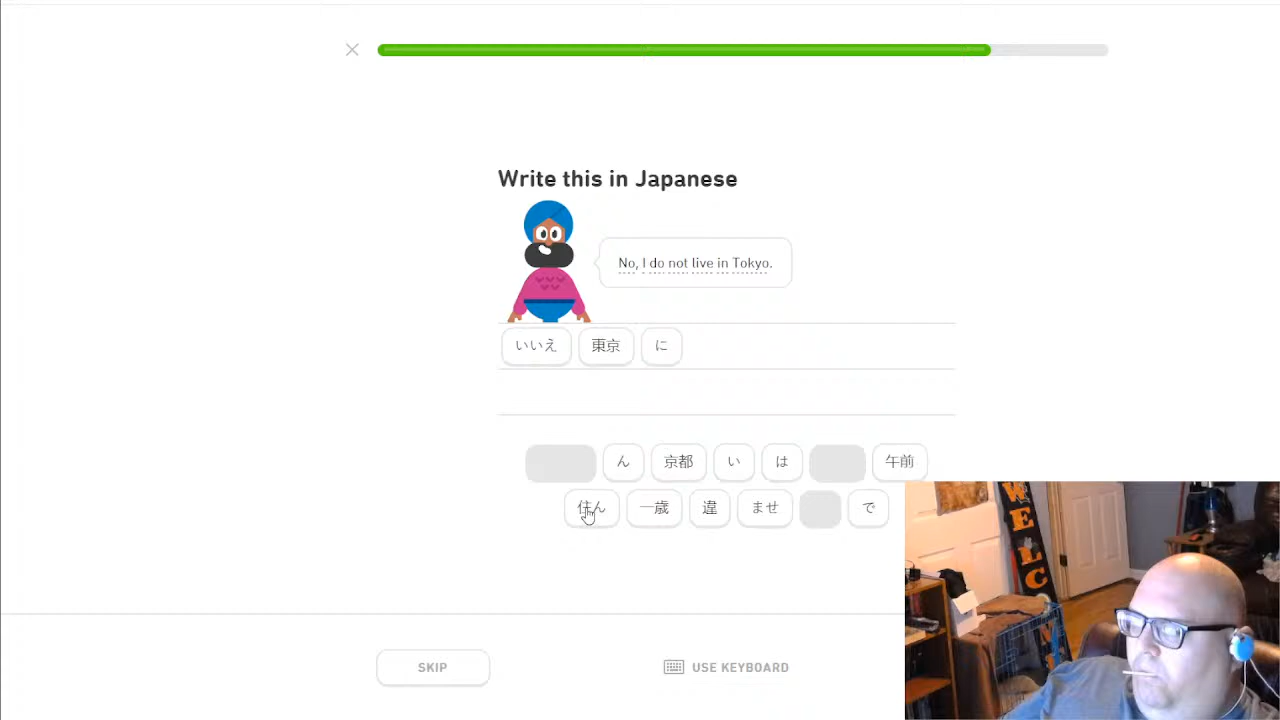 Write this in Japanese
No, I do not live in Tokyo.
いいえ 東京 に
ん 京都 い は 午前
住ん 一歳 違 ませ で
SKIP
USE KEYBOARD
WELC